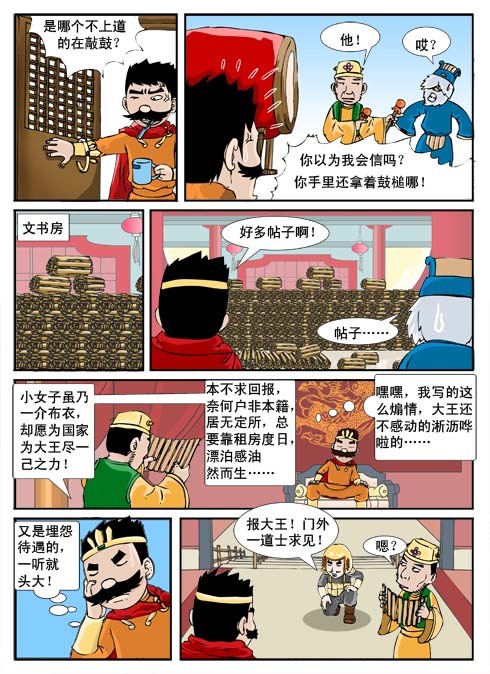 是哪个不上道
的在敲鼓？
他！
哎？
你以为我会信吗？
你手里还拿着鼓槌哪！
文书房
好多帖子啊！
帖子……
小女子虽乃
一介布衣，
却愿为国家
为大王尽一
己之力！
本不求回报，
奈何户非本籍，
居无定所，总
要靠租房度日，
漂泊感油
然而生……
嘿嘿，我写的这
么煽情，大王还
不感动的淅沥哗
啦的……
又是埋怨
待遇的，
一听就
头大！
报大王！门外
一道士求见！
嗯？